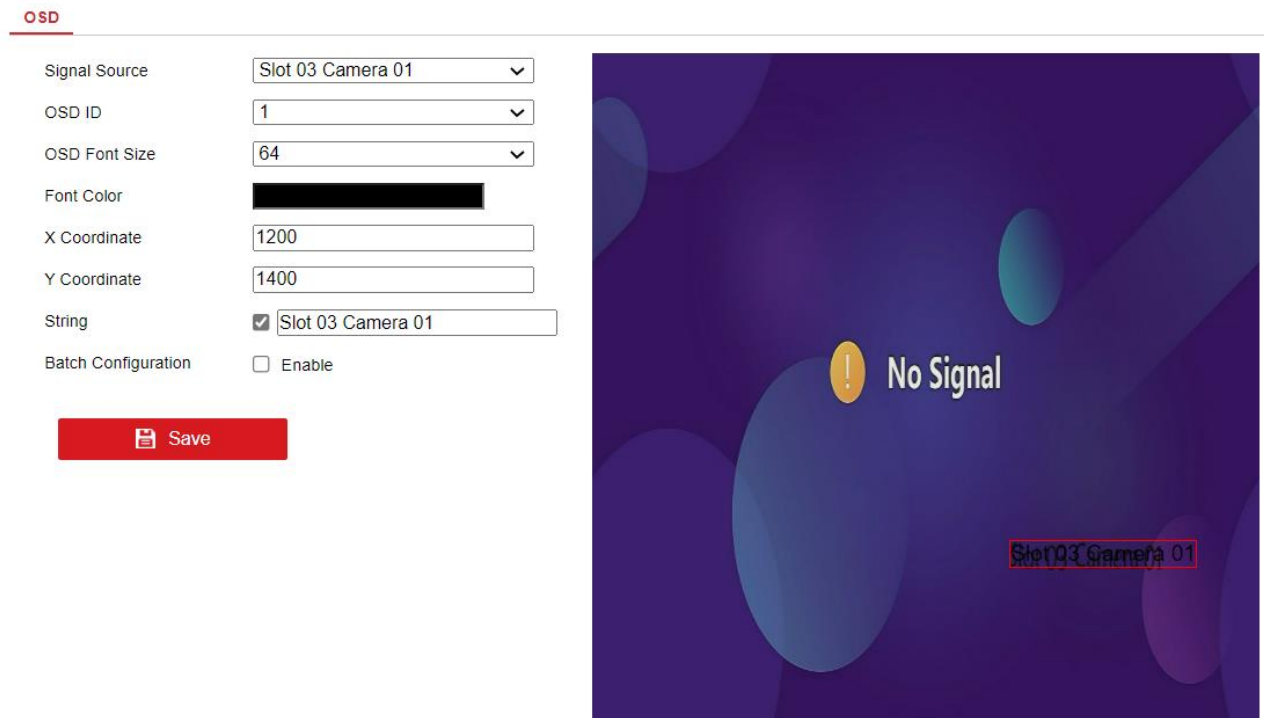 OSD
Signal Source Slot 03 Camera 01
OSD ID 1
OSD Font Size 64
Font Color
X Coordinate 1200
Y Coordinate 1400
String Slot 03 Camera 01
Batch Configuration Enable
Save
! No Signal
Slot 03 Camera 01